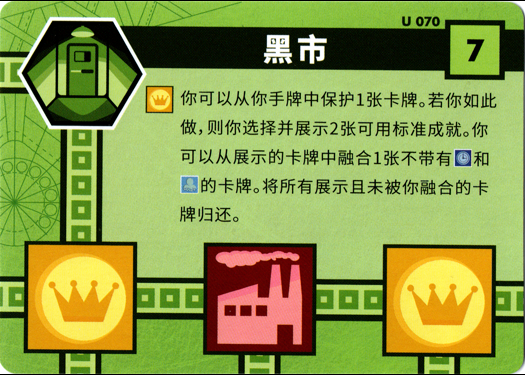 U 070
黑市
7
你可以从你手牌中保护1张卡牌。若你如此
做,则你选择并展示2张可用标准成就。你
可以从展示的卡牌中融合1张不带有和
的卡牌。将所有展示且未被你融合的卡
牌归还。